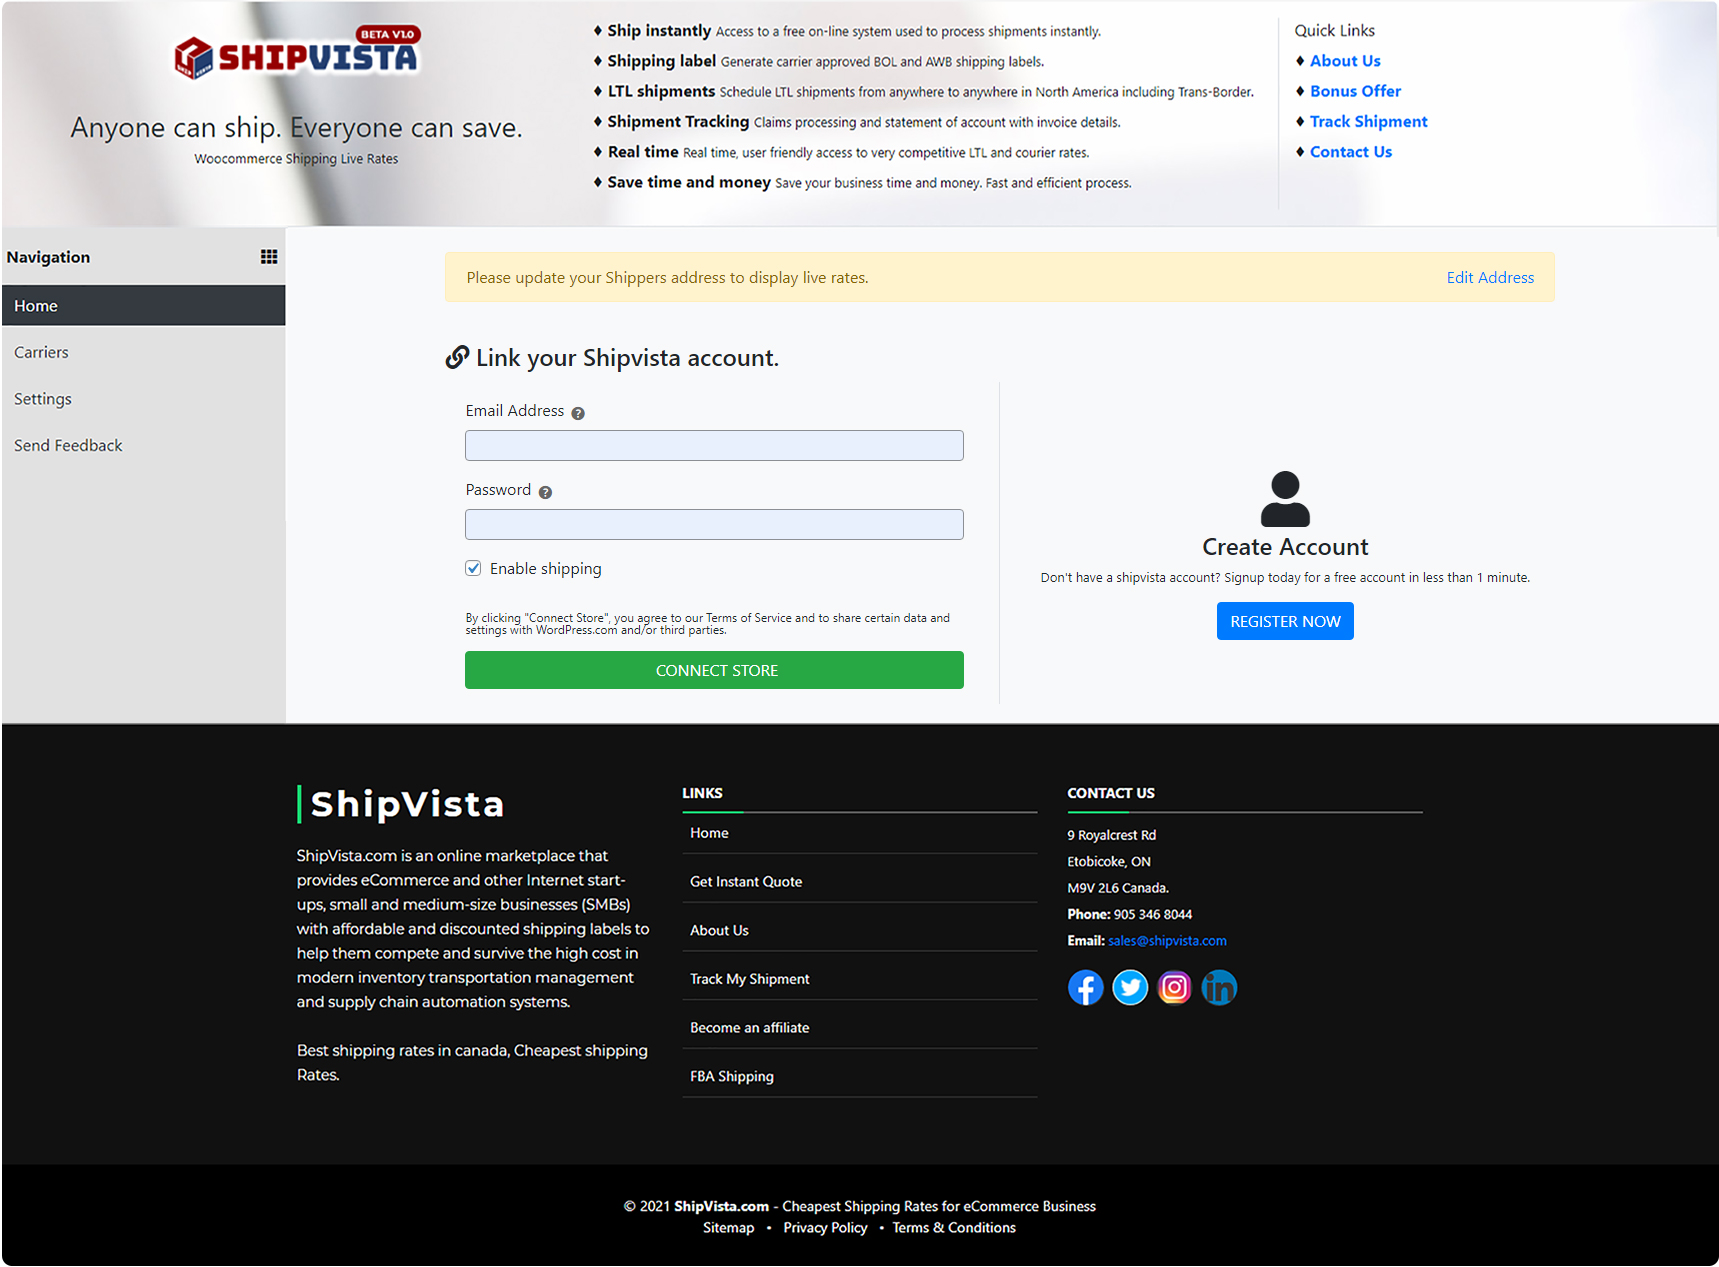 BETA V1.0
SHIPVISTA
Anyone can ship. Everyone can save.
Woocommerce Shipping Live Rates
♦ Ship instantly Access to a free on-line system used to process shipments instantly.
♦ Shipping label Generate carrier approved BOL and AWB shipping labels.
♦ LTL shipments Schedule LTL shipments from anywhere to anywhere in North America including Trans-Border.
♦ Shipment Tracking Claims processing and statement of account with invoice details.
♦ Real time Real time, user friendly access to very competitive LTL and courier rates.
♦ Save time and money Save your business time and money. Fast and efficient process.
Quick Links
♦ About Us
♦ Bonus Offer
♦ Track Shipment
♦ Contact Us
Navigation
Home
Carriers
Settings
Send Feedback
Please update your Shippers address to display live rates.
Edit Address
Link your Shipvista account.
Email Address ?
Password ?
Enable shipping
By clicking "Connect Store", you agree to our Terms of Service and to share certain data and
settings with WordPress.com and/or third parties.
CONNECT STORE
Create Account
Don't have a shipvista account? Signup today for a free account in less than 1 minute.
REGISTER NOW
ShipVista
ShipVista.com is an online marketplace that
provides eCommerce and other Internet start-
ups, small and medium-size businesses (SMBs)
with affordable and discounted shipping labels to
help them compete and survive the high cost in
modern inventory transportation management
and supply chain automation systems.
Best shipping rates in canada, Cheapest shipping
Rates.
LINKS
Home
Get Instant Quote
About Us
Track My Shipment
Become an affiliate
FBA Shipping
CONTACT US
9 Royalcrest Rd
Etobicoke, ON
M9V 2L6 Canada.
Phone: 905 346 8044
Email: sales@shipvista.com
© 2021 ShipVista.com - Cheapest Shipping Rates for eCommerce Business
Sitemap • Privacy Policy • Terms & Conditions